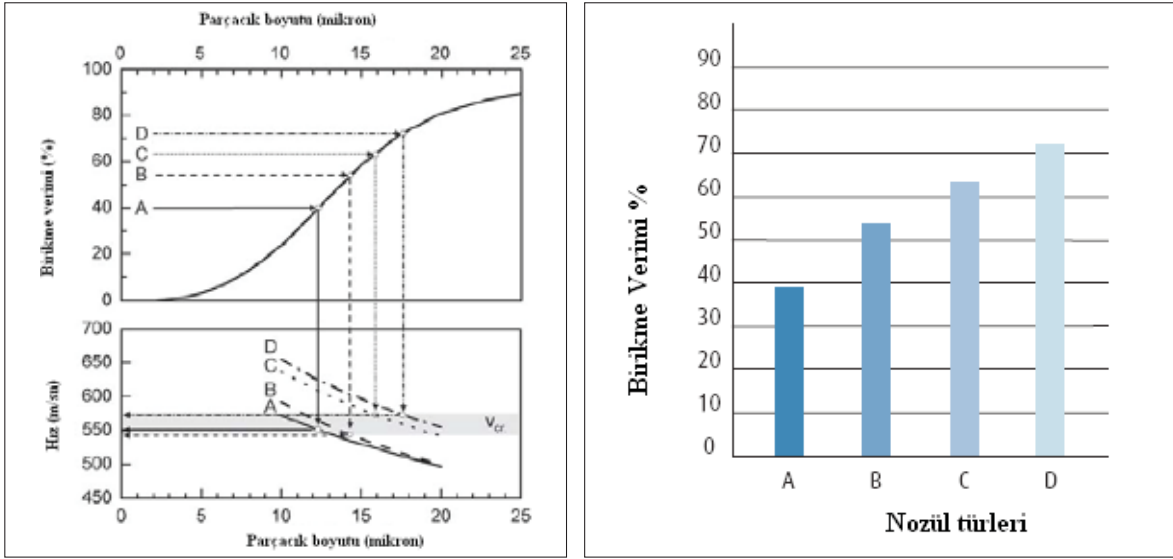 Parçacık boyutu (mikron)
0 5 10 15 20 25
Birikme verimi (%)
100
80
60
40
20
0
D
C
B
A
Hız (m/sn)
700
650
600
550
500
450
D
C
B
A
Vcr
0 5 10 15 20 25
Parçacık boyutu (mikron)
Birikme Verimi %
90
80
70
60
50
40
30
20
10
0
A B C D
Nozül türleri